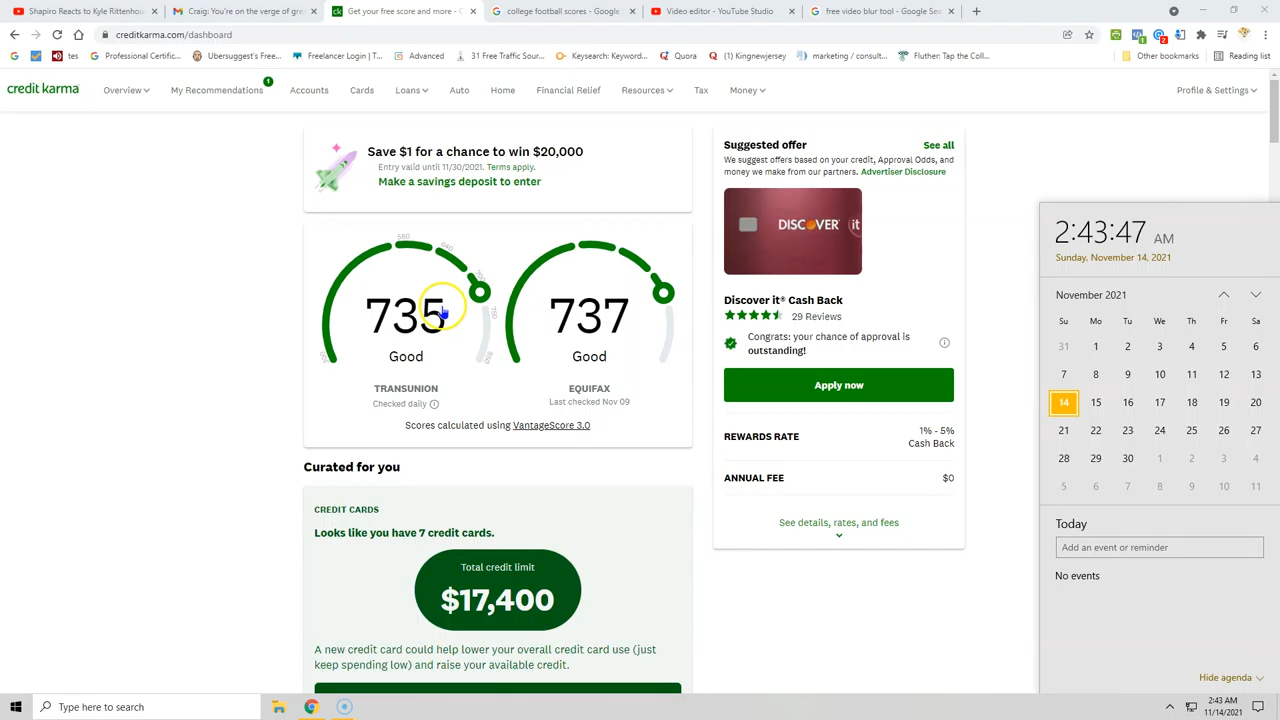 Shapiro Reacts to Kyle Rittenhou
Craig: You're on the verge of gre
ck
Get your free score and more - C
college football scores - Google
Video editor - YouTube Studio
free video blur tool - Google Se
creditkarma.com/dashboard
tes
Professional Certific...
Ubersuggest's Free...
Freelancer Login | T...
Advanced
31 Free Traffic Sour...
Keysearch: Keyword...
Quora
(1) Kingnewjersey
marketing / consult...
Fluther: Tap the Coll...
Other bookmarks
Reading list
credit karma
Overview
My Recommendations
1
Accounts
Cards
Loans
Auto
Home
Financial Relief
Resources
Tax
Money
Profile & Settings
Save $1 for a chance to win $20,000
Entry valid until 11/30/2021. Terms apply.
Make a savings deposit to enter
580
640
700
750
850
735
Good
TRANSUNION
Checked daily
737
Good
EQUIFAX
Last checked Nov 09
Scores calculated using VantageScore 3.0
Curated for you
CREDIT CARDS
Looks like you have 7 credit cards.
Total credit limit
$17,400
A new credit card could help lower your overall credit card use (just
keep spending low) and raise your available credit.
Suggested offer
See all
We suggest offers based on your credit, Approval Odds, and
money we make from our partners. Advertiser Disclosure
DISCOVER it
Discover it® Cash Back
29 Reviews
Congrats: your chance of approval is
outstanding!
Apply now
REWARDS RATE
1% - 5%
Cash Back
ANNUAL FEE
$0
See details, rates, and fees
2:43:47 AM
Sunday, November 14, 2021
November 2021
Su Mo Tu We Th Fr Sa
31 1 2 3 4 5 6
7 8 9 10 11 12 13
14 15 16 17 18 19 20
21 22 23 24 25 26 27
28 29 30 1 2 3 4
5 6 7 8 9 10 11
Today
Add an event or reminder
No events
Hide agenda
Type here to search
2:43 AM
11/14/2021